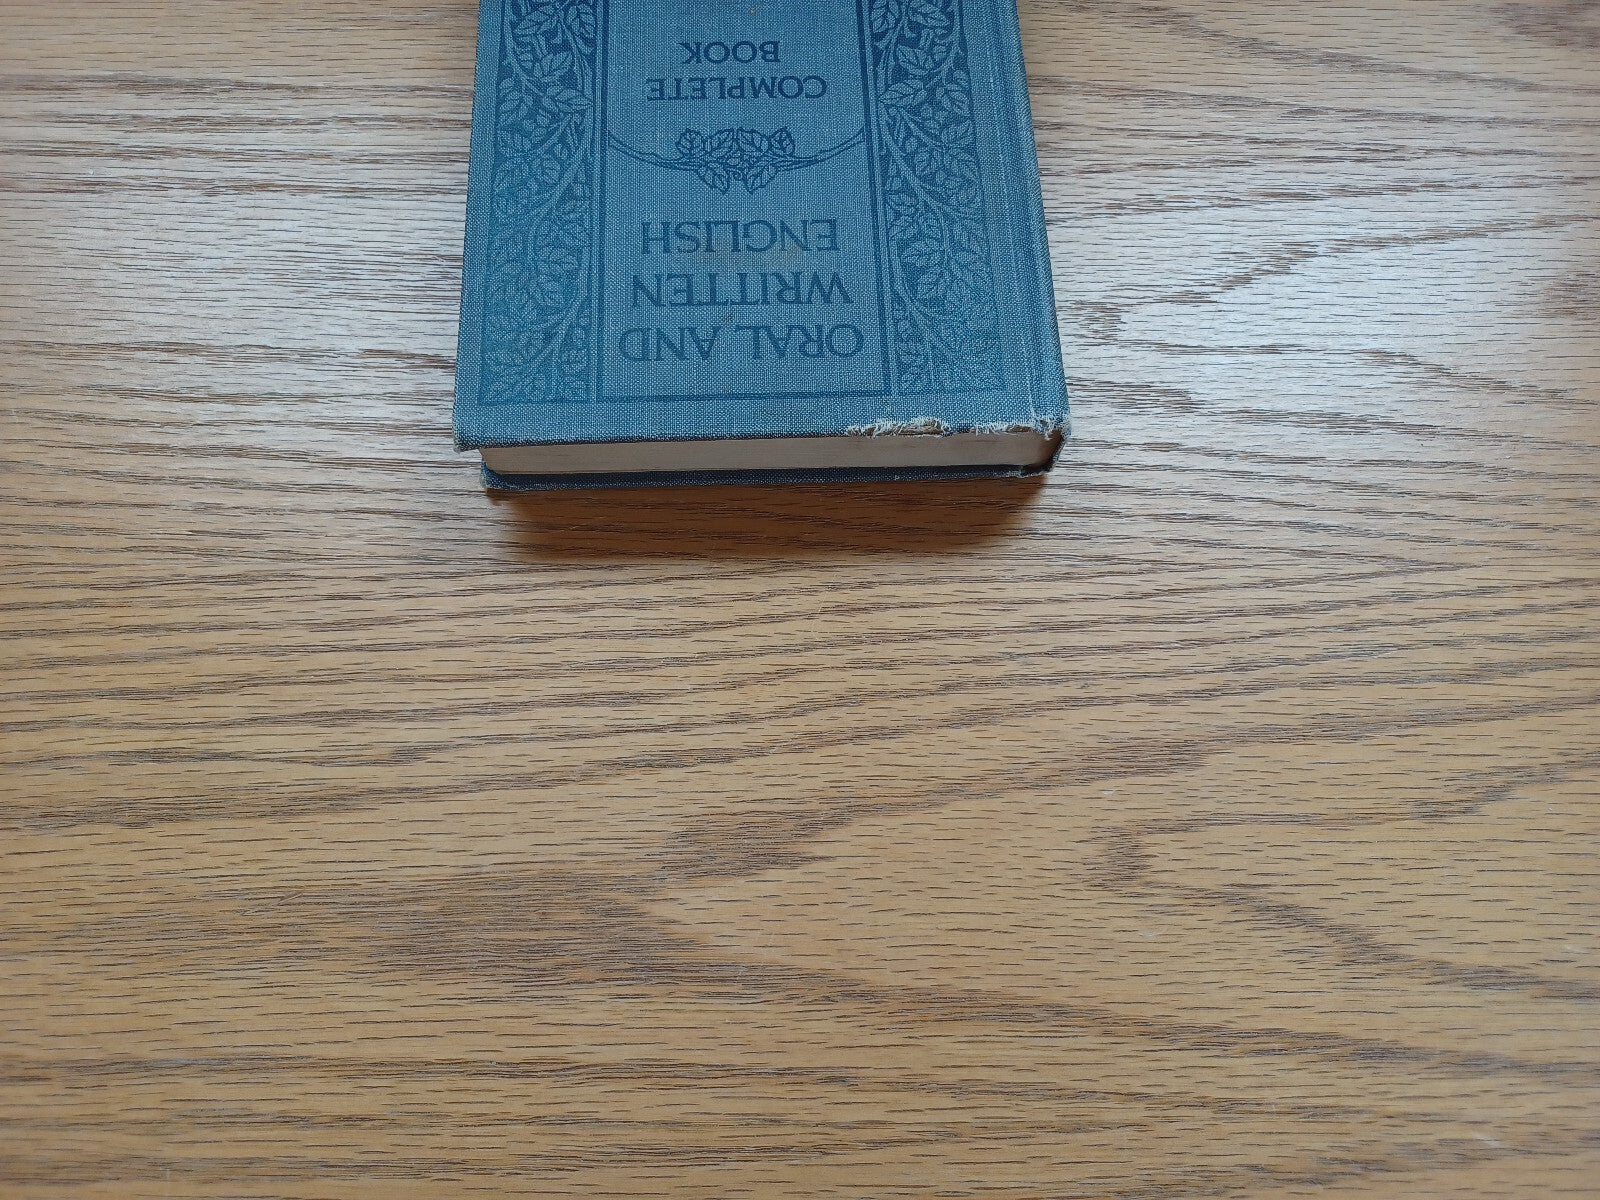 ORAL AND
WRITTEN
ENGLISH
COMPLETE
BOOK